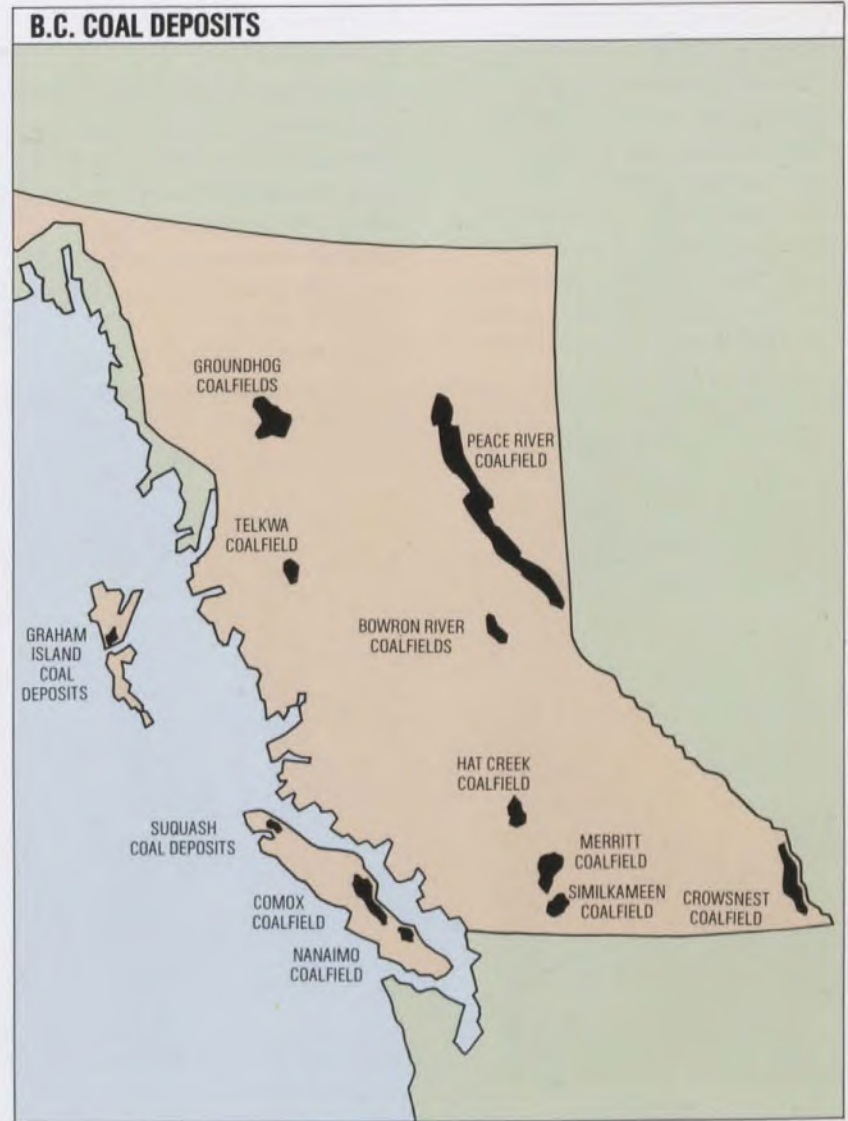 B.C. COAL DEPOSITS
GROUNDHOG
COALFIELDS
PEACE RIVER
COALFIELD
TELKWA
COALFIELD
BOWRON RIVER
COALFIELDS
GRAHAM
ISLAND
COAL
DEPOSITS
HAT CREEK
COALFIELD
SUQUASH
COAL DEPOSITS
MERRITT
COALFIELD
SIMILKAMEEN
COALFIELD
CROWSNEST
COALFIELD
COMOX
COALFIELD
NANAIMO
COALFIELD